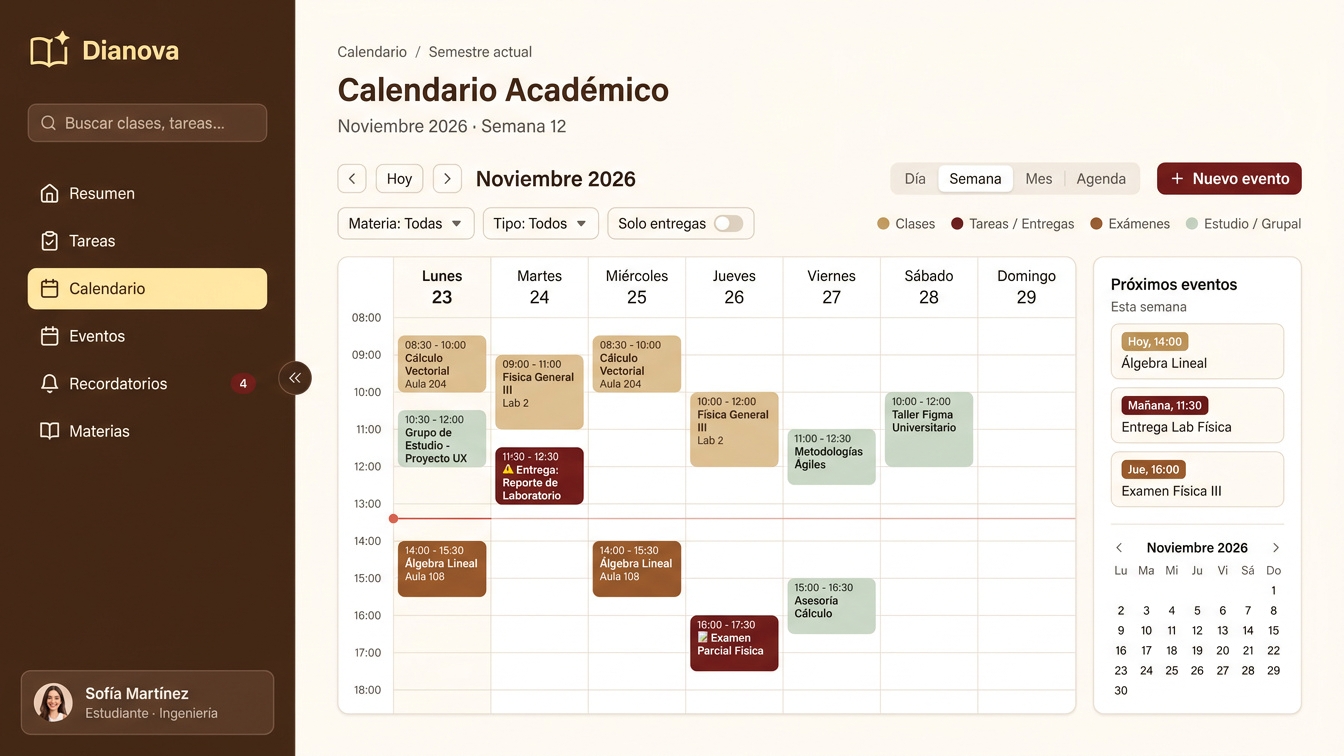 Dianova
Buscar clases, tareas...
Resumen
Tareas
Calendario
Eventos
Recordatorios 4
Materias
Sofía Martínez
Estudiante · Ingeniería
Calendario / Semestre actual
Calendario Académico
Noviembre 2026 · Semana 12
Hoy
Noviembre 2026
Día Semana Mes Agenda
+ Nuevo evento
Materia: Todas
Tipo: Todos
Solo entregas
Clases
Tareas / Entregas
Exámenes
Estudio / Grupal
Lunes
23
Martes
24
Miércoles
25
Jueves
26
Viernes
27
Sábado
28
Domingo
29
08:00
09:00
10:00
11:00
12:00
13:00
14:00
15:00
16:00
17:00
18:00
08:30 - 10:00
Cálculo
Vectorial
Aula 204
10:30 - 12:00
Grupo de
Estudio -
Proyecto UX
14:00 - 15:30
Álgebra Lineal
Aula 108
09:00 - 11:00
Física General
III
Lab 2
11:30 - 12:30
Entrega:
Reporte de
Laboratorio
08:30 - 10:00
Cálculo
Vectorial
Aula 204
14:00 - 15:30
Álgebra Lineal
Aula 108
10:00 - 12:00
Física General
III
Lab 2
16:00 - 17:30
Examen
Parcial Física
11:00 - 12:30
Metodologías
Ágiles
15:00 - 16:30
Asesoría
Cálculo
10:00 - 12:00
Taller Figma
Universitario
Próximos eventos
Esta semana
Hoy, 14:00
Álgebra Lineal
Mañana, 11:30
Entrega Lab Física
Jue, 16:00
Examen Física III
Noviembre 2026
Lu Ma Mi Ju Vi Sá Do
1
2 3 4 5 6 7 8
9 10 11 12 13 14 15
16 17 18 19 20 21 22
23 24 25 26 27 28 29
30